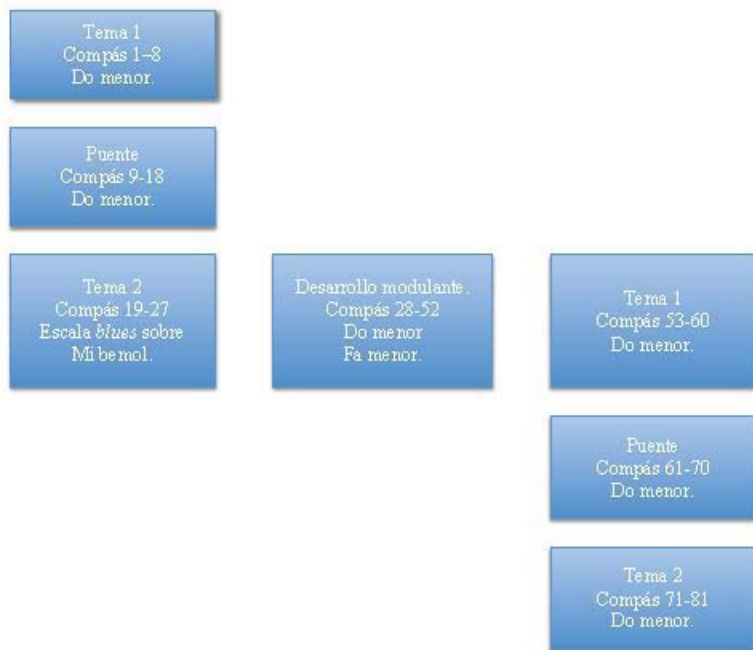 Tema 1
Compás 1–8
Do menor.
Puente
Compás 9-18
Do menor.
Tema 2
Compás 19-27
Escala blues sobre
Mi bemol.
Desarrollo modulante.
Compás 28-52
Do menor
Fa menor.
Tema 1
Compás 53-60
Do menor.
Puente
Compás 61-70
Do menor.
Tema 2
Compás 71-81
Do menor.